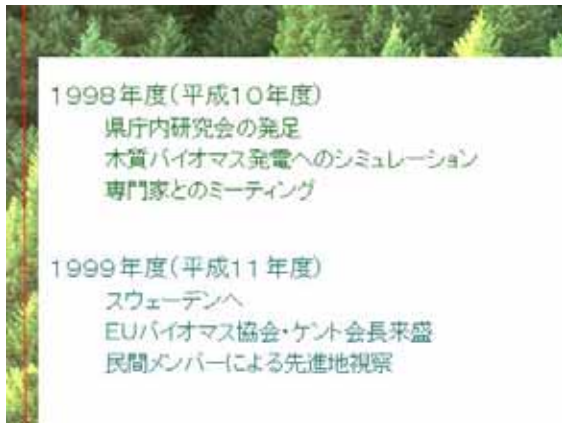 1998年度(平成10年度)
県庁内研究会の発足
木質バイオマス発電へのシミュレーション
専門家とのミーティング
1999年度(平成11年度)
スウェーデンへ
EUバイオマス協会・ケント会長来盛
民間メンバーによる先進地視察